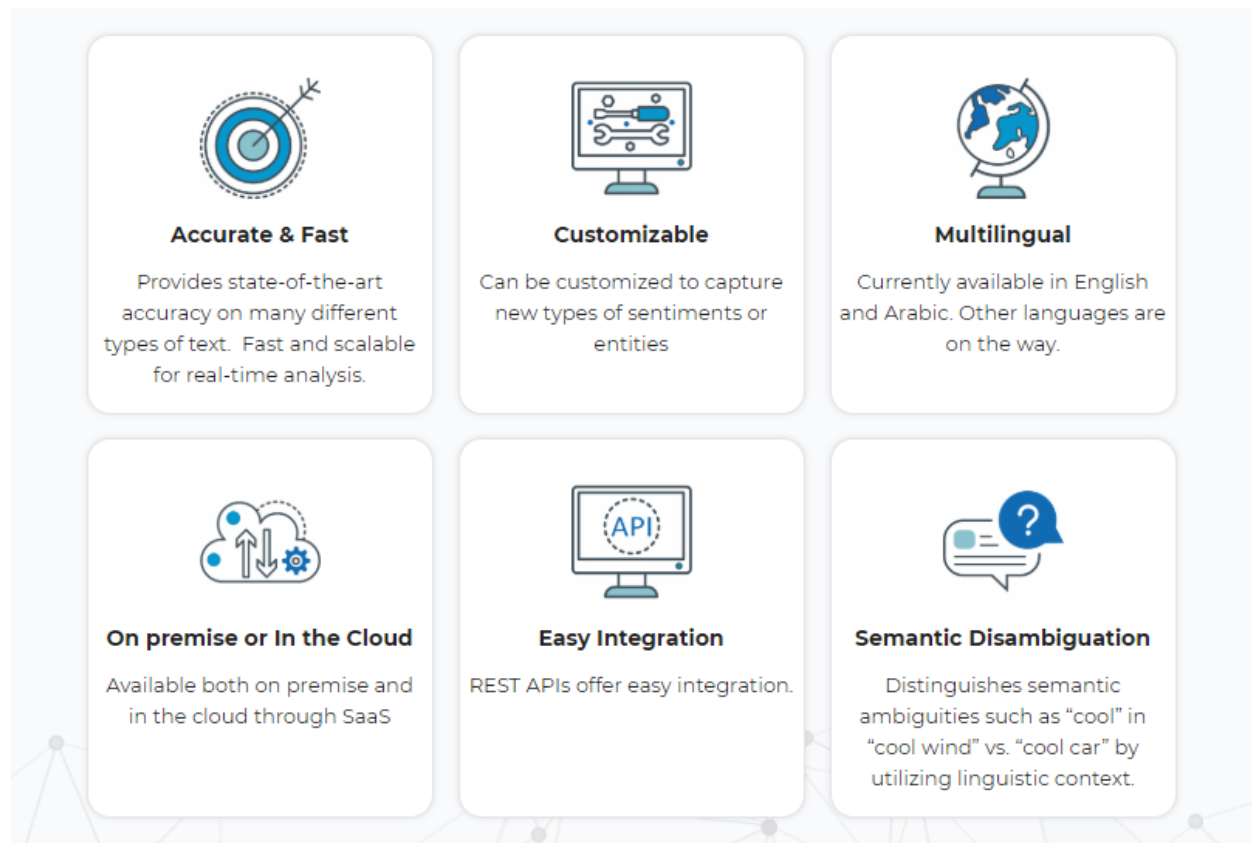 Accurate & Fast
Provides state-of-the-art
accuracy on many different
types of text.  Fast and scalable
for real-time analysis.
Customizable
Can be customized to capture
new types of sentiments or
entities
Multilingual
Currently available in English
and Arabic. Other languages are
on the way.
On premise or In the Cloud
Available both on premise and
in the cloud through SaaS
API
Easy Integration
REST APIs offer easy integration.
?
Semantic Disambiguation
Distinguishes semantic
ambiguities such as “cool” in
“cool wind” vs. “cool car” by
utilizing linguistic context.